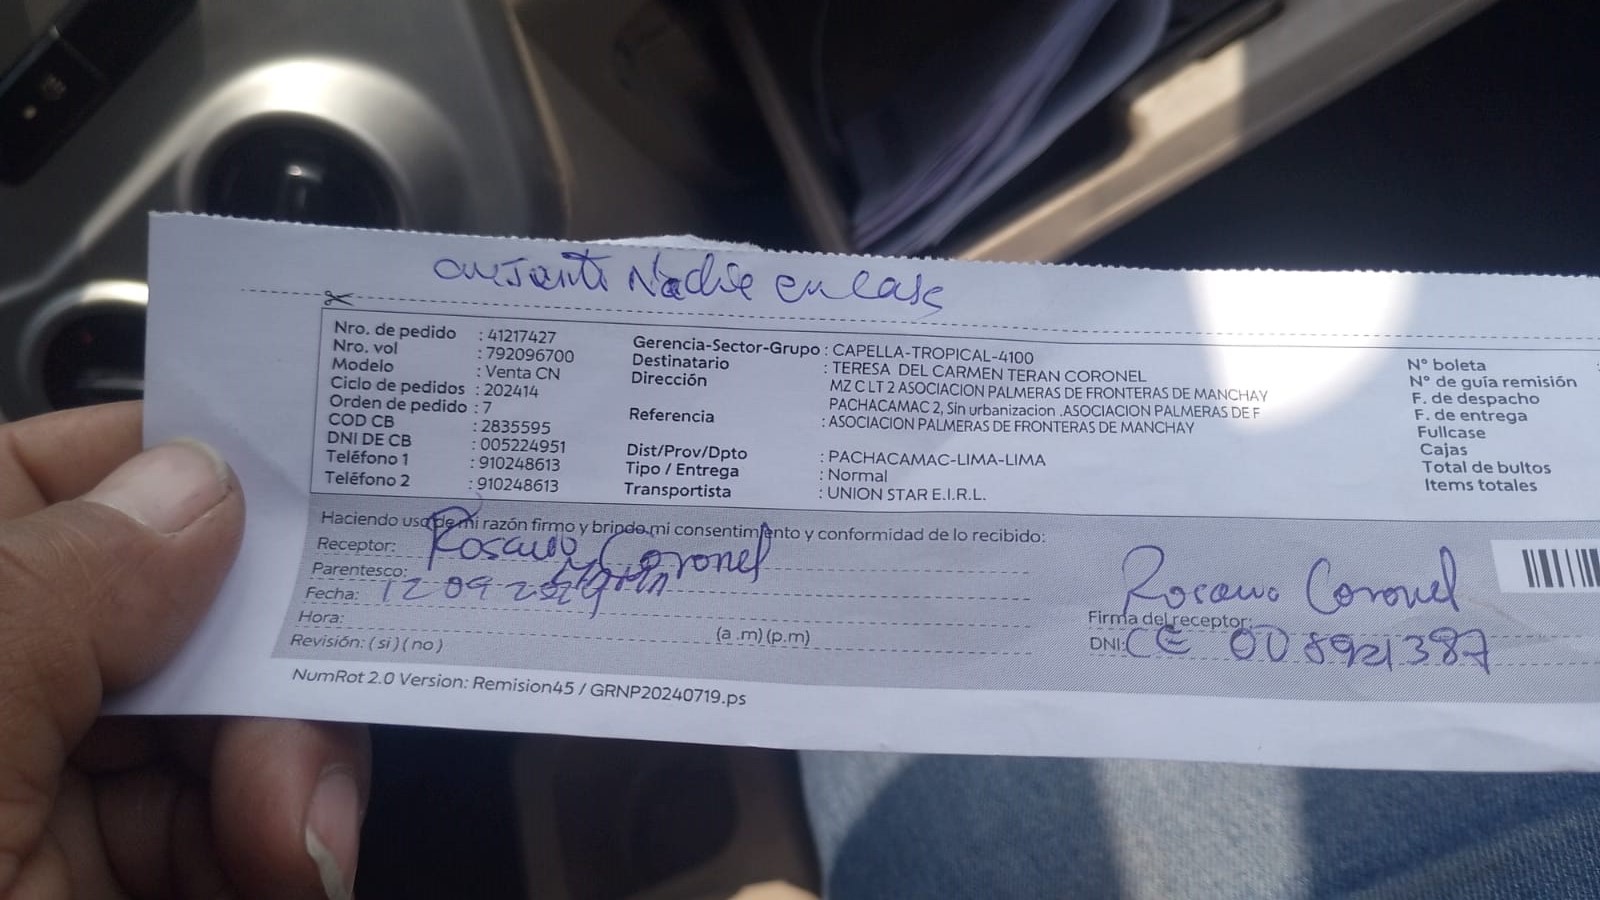 Nadie en casa
Nro. de pedido : 41217427
Nro. vol : 792096700
Modelo : Venta CN
Ciclo de pedidos : 202414
Orden de pedido : 7
COD CB : 2835595
DNI DE CB : 005224951
Teléfono 1 : 910248613
Teléfono 2 : 910248613
Gerencia-Sector-Grupo : CAPELLA-TROPICAL-4100
Destinatario : TERESA DEL CARMEN TERAN CORONEL
Dirección MZ C LT 2 ASOCIACION PALMERAS DE FRONTERAS DE MANCHAY
PACHACAMAC 2, Sin urbanizacion .ASOCIACION PALMERAS DE F
Referencia : ASOCIACION PALMERAS DE FRONTERAS DE MANCHAY
Dist/Prov/Dpto : PACHACAMAC-LIMA-LIMA
Tipo / Entrega : Normal
Transportista : UNION STAR E.I.R.L.
N° boleta :
N° de guía remisión
F. de despacho
F. de entrega
Fullcase
Cajas
Total de bultos
Items totales
Haciendo uso de mi razón firmo y brindo mi consentimiento y conformidad de lo recibido:
Receptor: Rosario Coronel
Parentesco:
Fecha: 12 09
Hora: (a .m) (p.m)
Revisión: ( si ) ( no )
Rosario Coronel
Firma del receptor:
DNI: CE 008921387
NumRot 2.0 Version: Remision45 / GRNP20240719.ps